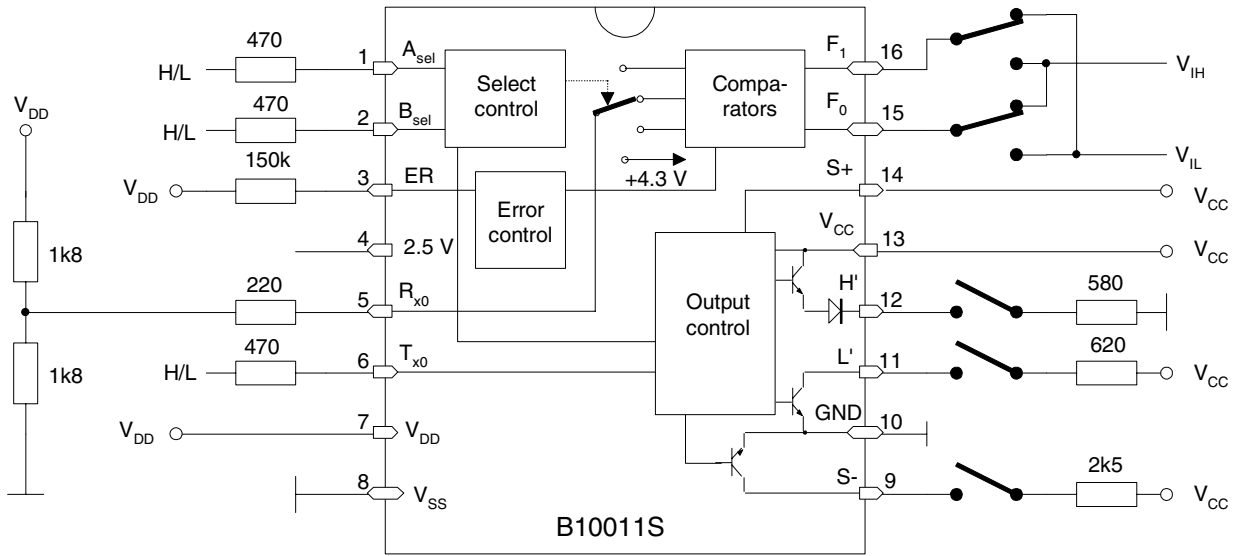 470
H/L
1
A_sel
Select control
Compa-rators
F_1
16
V_IH
V_DD
470
H/L
2
B_sel
F_0
15
V_IL
150k
V_DD
3
ER
+4.3 V
S+
14
V_CC
Error control
4
2.5 V
V_CC
13
V_CC
1k8
220
5
R_x0
Output control
H'
12
580
470
H/L
6
T_x0
L'
11
620
V_CC
1k8
V_DD
7
V_DD
GND
10
8
V_SS
S-
9
2k5
V_CC
B10011S